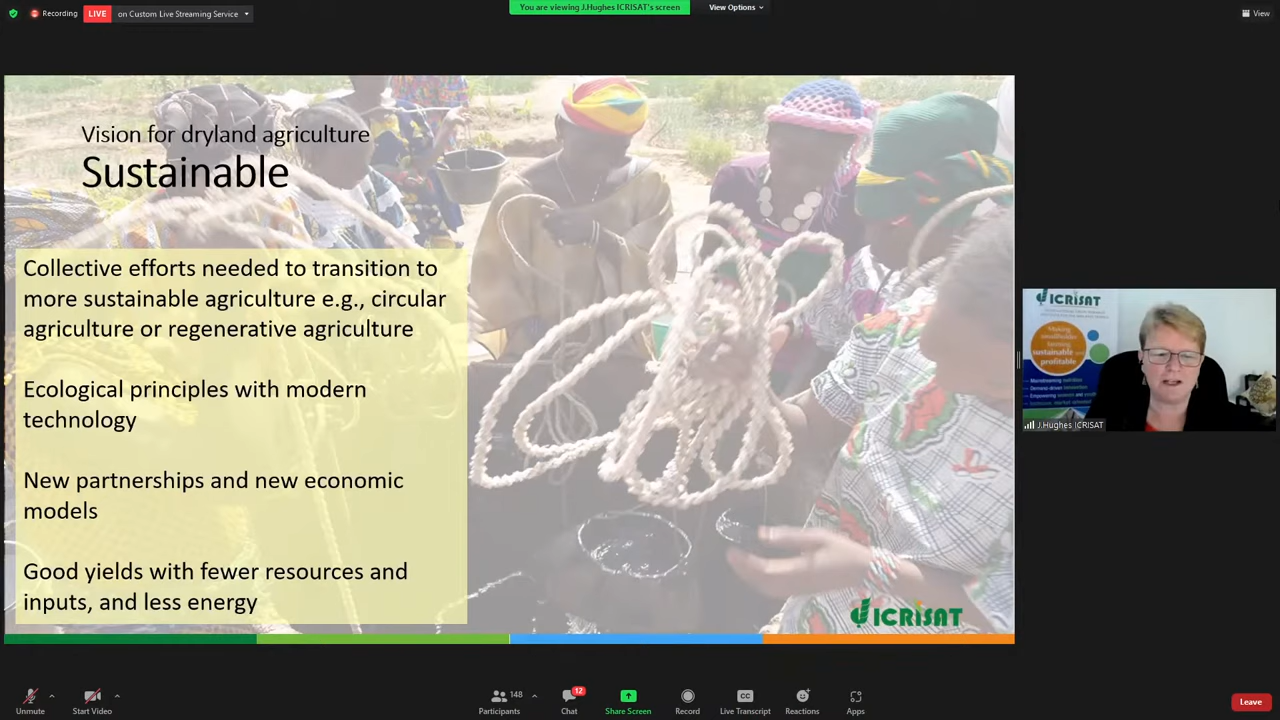 Recording
LIVE
on Custom Live Streaming Service
You are viewing J.Hughes ICRISAT's screen
View Options
View
Vision for dryland agriculture
Sustainable
Collective efforts needed to transition to
more sustainable agriculture e.g., circular
agriculture or regenerative agriculture
Ecological principles with modern
technology
New partnerships and new economic
models
Good yields with fewer resources and
inputs, and less energy
ICRISAT
ICRISAT
Making
smallholder
farming
sustainable and
profitable
J.Hughes ICRISAT
Unmute
Start Video
148
Participants
12
Chat
Share Screen
Record
CC
Live Transcript
Reactions
Apps
Leave